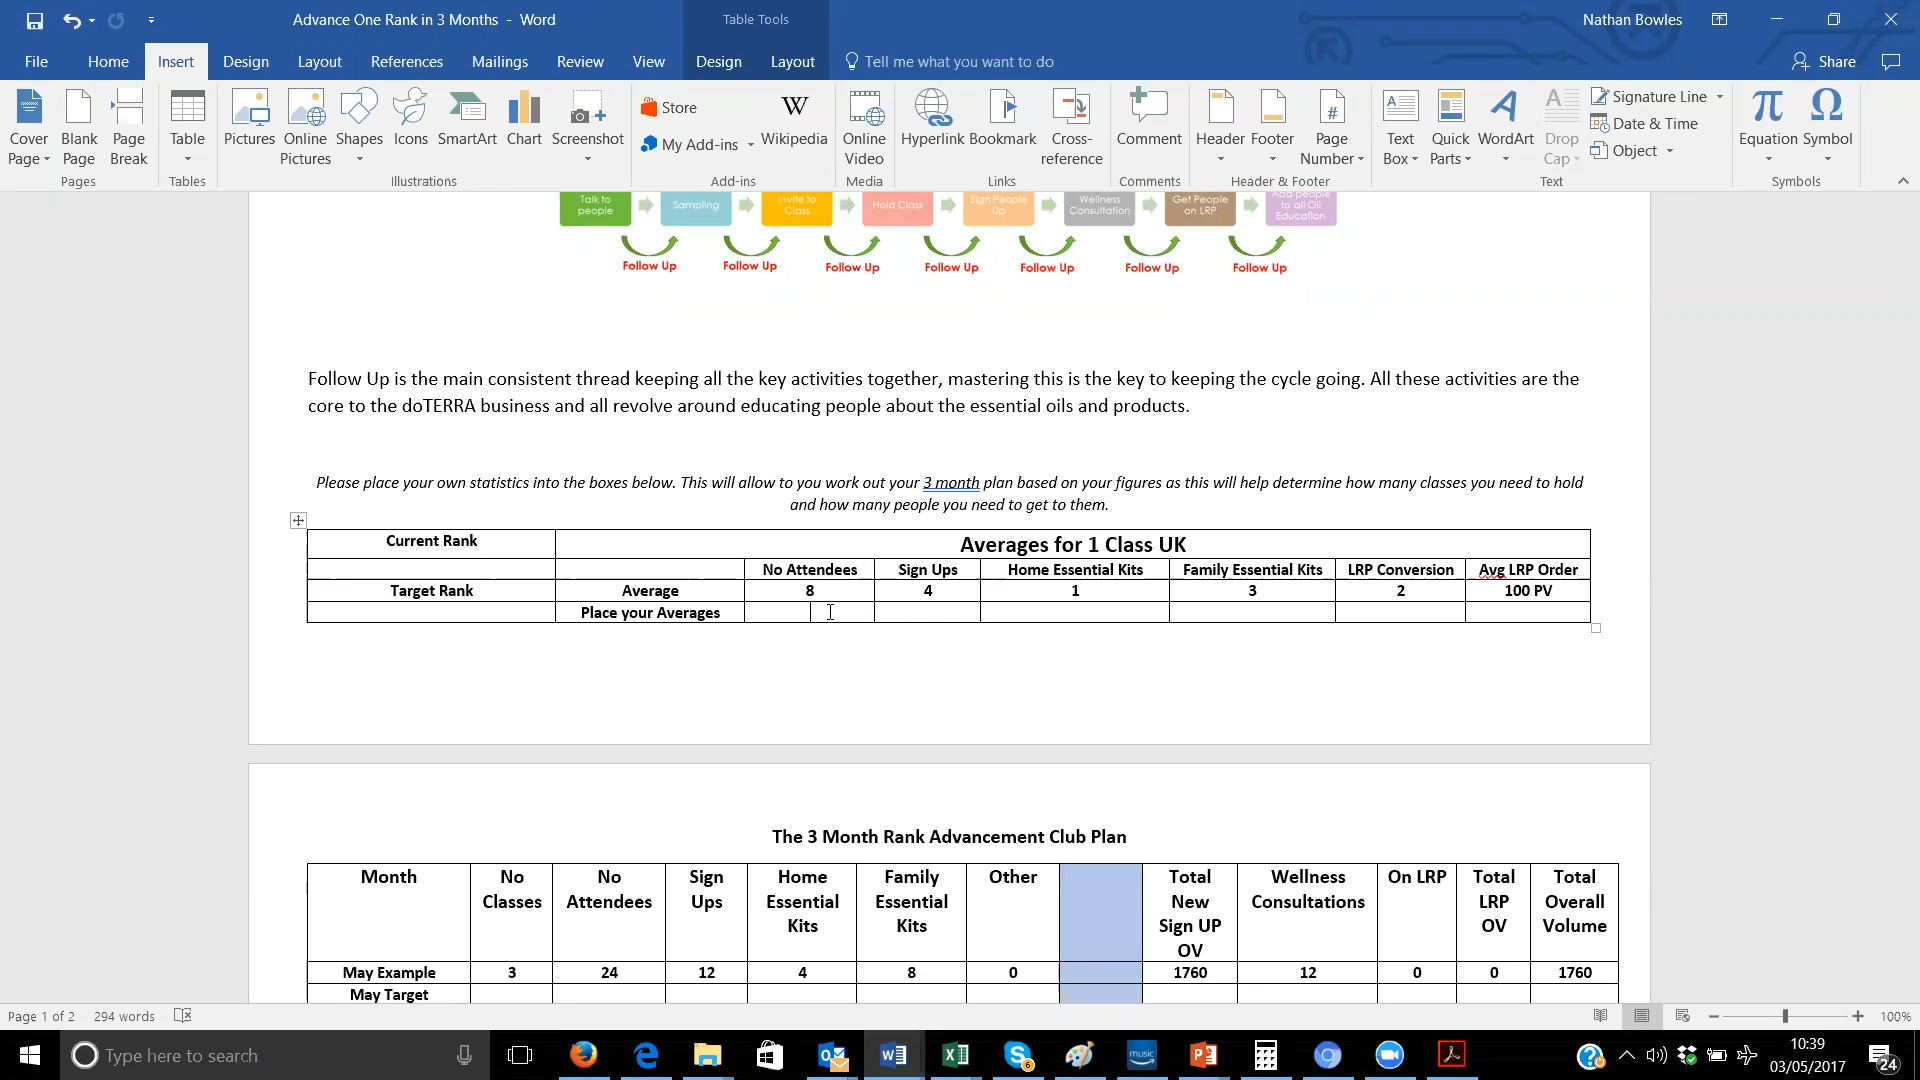 Advance One Rank in 3 Months - Word
Table Tools
Nathan Bowles
File Home Insert Design Layout References Mailings Review View Design Layout Tell me what you want to do Share
Cover Page
Blank Page
Page Break
Table
Pictures
Online Pictures
Shapes
Icons
SmartArt
Chart
Screenshot
Store
My Add-ins
W
Wikipedia
Online Video
Hyperlink
Bookmark
Cross-reference
Comment
Header
Footer
#
Page Number
A
Text Box
Quick Parts
A
WordArt
A
Drop Cap
Signature Line
Date & Time
Object
π
Equation
Ω
Symbol
Pages Tables Illustrations Add-ins Media Links Comments Header & Footer Text Symbols
Talk to people
Sampling
Invite to Class
Hold Class
Sign People Up
Wellness Consultation
Get People on LRP
Add people to all Oil Education
Follow Up Follow Up Follow Up Follow Up Follow Up Follow Up Follow Up
Follow Up is the main consistent thread keeping all the key activities together, mastering this is the key to keeping the cycle going. All these activities are the
core to the doTERRA business and all revolve around educating people about the essential oils and products.
Please place your own statistics into the boxes below. This will allow to you work out your 3 month plan based on your figures as this will help determine how many classes you need to hold
and how many people you need to get to them.
Current Rank Averages for 1 Class UK
No Attendees Sign Ups Home Essential Kits Family Essential Kits LRP Conversion Avg LRP Order
Target Rank Average 8 4 1 3 2 100 PV
Place your Averages
The 3 Month Rank Advancement Club Plan
Month
No Classes
No Attendees
Sign Ups
Home Essential Kits
Family Essential Kits
Other
Total New Sign UP OV
Wellness Consultations
On LRP
Total LRP OV
Total Overall Volume
May Example 3 24 12 4 8 0 1760 12 0 0 1760
May Target
Page 1 of 2 294 words 100%
Type here to search
music
6
10:39
03/05/2017
24